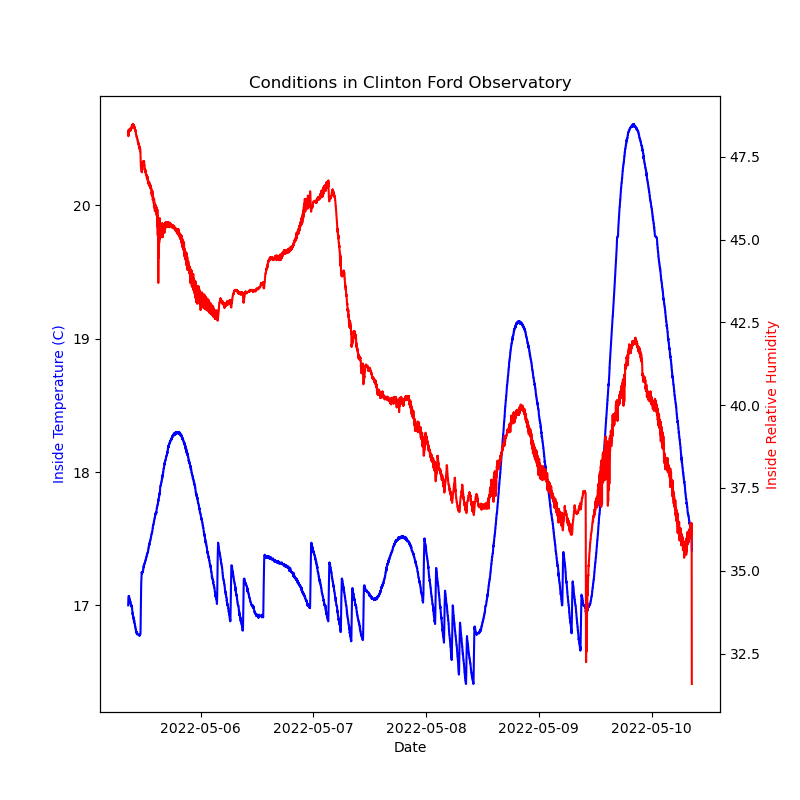 Conditions in Clinton Ford Observatory
20
19
18
17
Inside Temperature (C)
47.5
45.0
42.5
40.0
37.5
35.0
32.5
Inside Relative Humidity
2022-05-06 2022-05-07 2022-05-08 2022-05-09 2022-05-10
Date